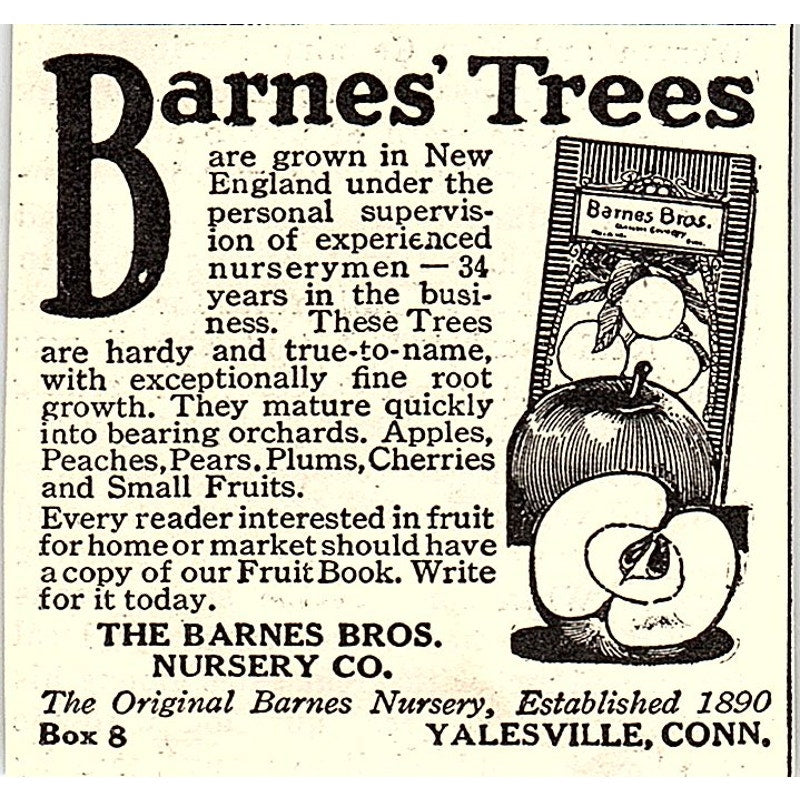 Barnes' Trees
are grown in New
England under the
personal supervis-
ion of experienced
nurserymen — 34
years in the busi-
ness. These Trees
are hardy and true-to-name,
with exceptionally fine root
growth. They mature quickly
into bearing orchards. Apples,
Peaches, Pears. Plums, Cherries
and Small Fruits.
Every reader interested in fruit
for home or market should have
a copy of our Fruit Book. Write
for it today.
THE BARNES BROS.
NURSERY CO.
The Original Barnes Nursery, Established 1890
Box 8 YALESVILLE, CONN.
Barnes Bros.